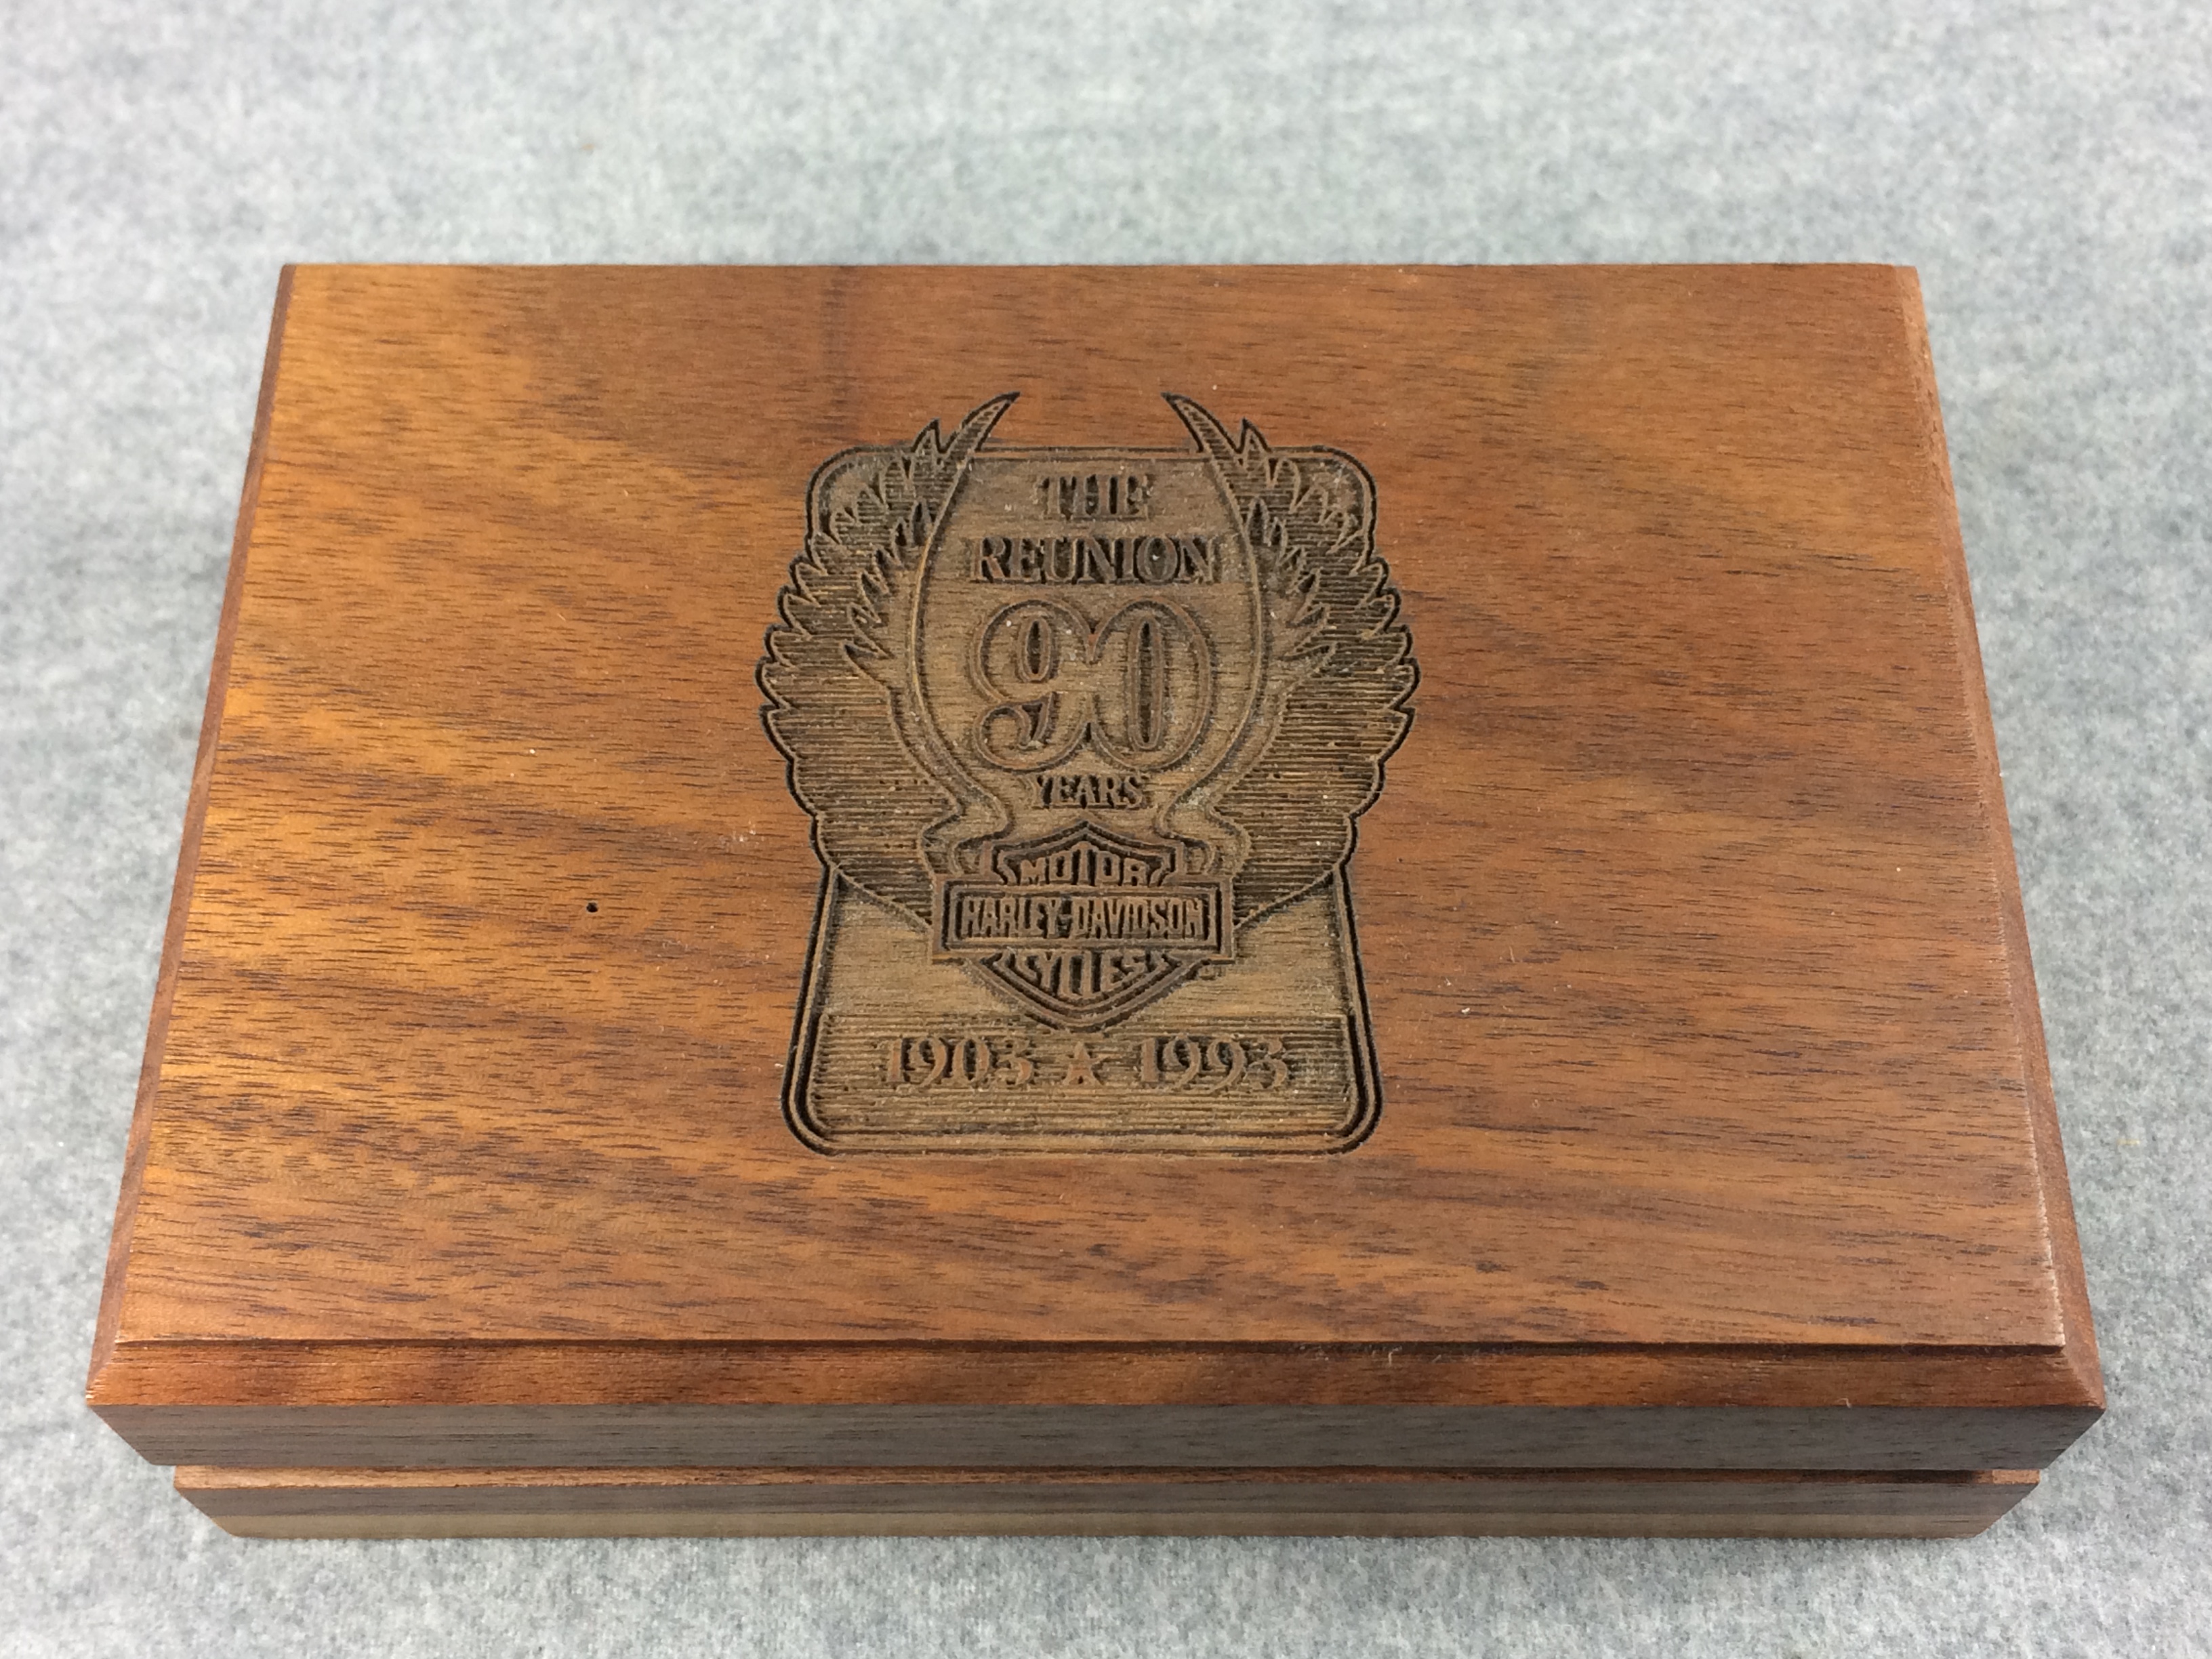 THE
REUNION
90
YEARS
MOTOR
HARLEY-DAVIDSON
CYCLES
1903 ★ 1993